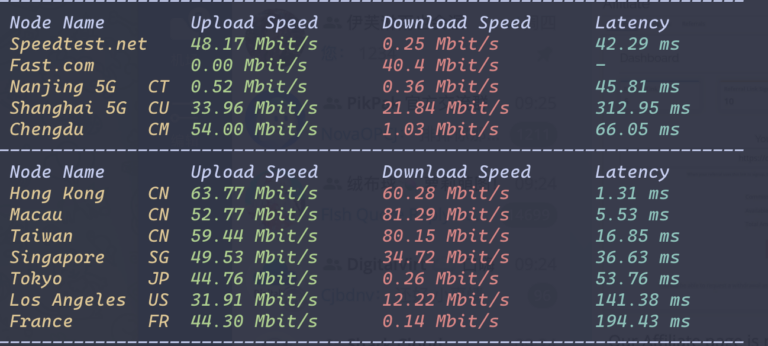 Node Name Upload Speed Download Speed Latency
Speedtest.net 48.17 Mbit/s 0.25 Mbit/s 42.29 ms
Fast.com 0.00 Mbit/s 40.4 Mbit/s -
Nanjing 5G CT 0.52 Mbit/s 0.36 Mbit/s 45.81 ms
Shanghai 5G CU 33.96 Mbit/s 21.84 Mbit/s 312.95 ms
Chengdu CM 54.00 Mbit/s 1.03 Mbit/s 66.05 ms
Node Name Upload Speed Download Speed Latency
Hong Kong CN 63.77 Mbit/s 60.28 Mbit/s 1.31 ms
Macau CN 52.77 Mbit/s 81.29 Mbit/s 5.53 ms
Taiwan CN 59.44 Mbit/s 80.15 Mbit/s 16.85 ms
Singapore SG 49.53 Mbit/s 34.72 Mbit/s 36.63 ms
Tokyo JP 44.76 Mbit/s 0.26 Mbit/s 53.76 ms
Los Angeles US 31.91 Mbit/s 12.22 Mbit/s 141.38 ms
France FR 44.30 Mbit/s 0.14 Mbit/s 194.43 ms